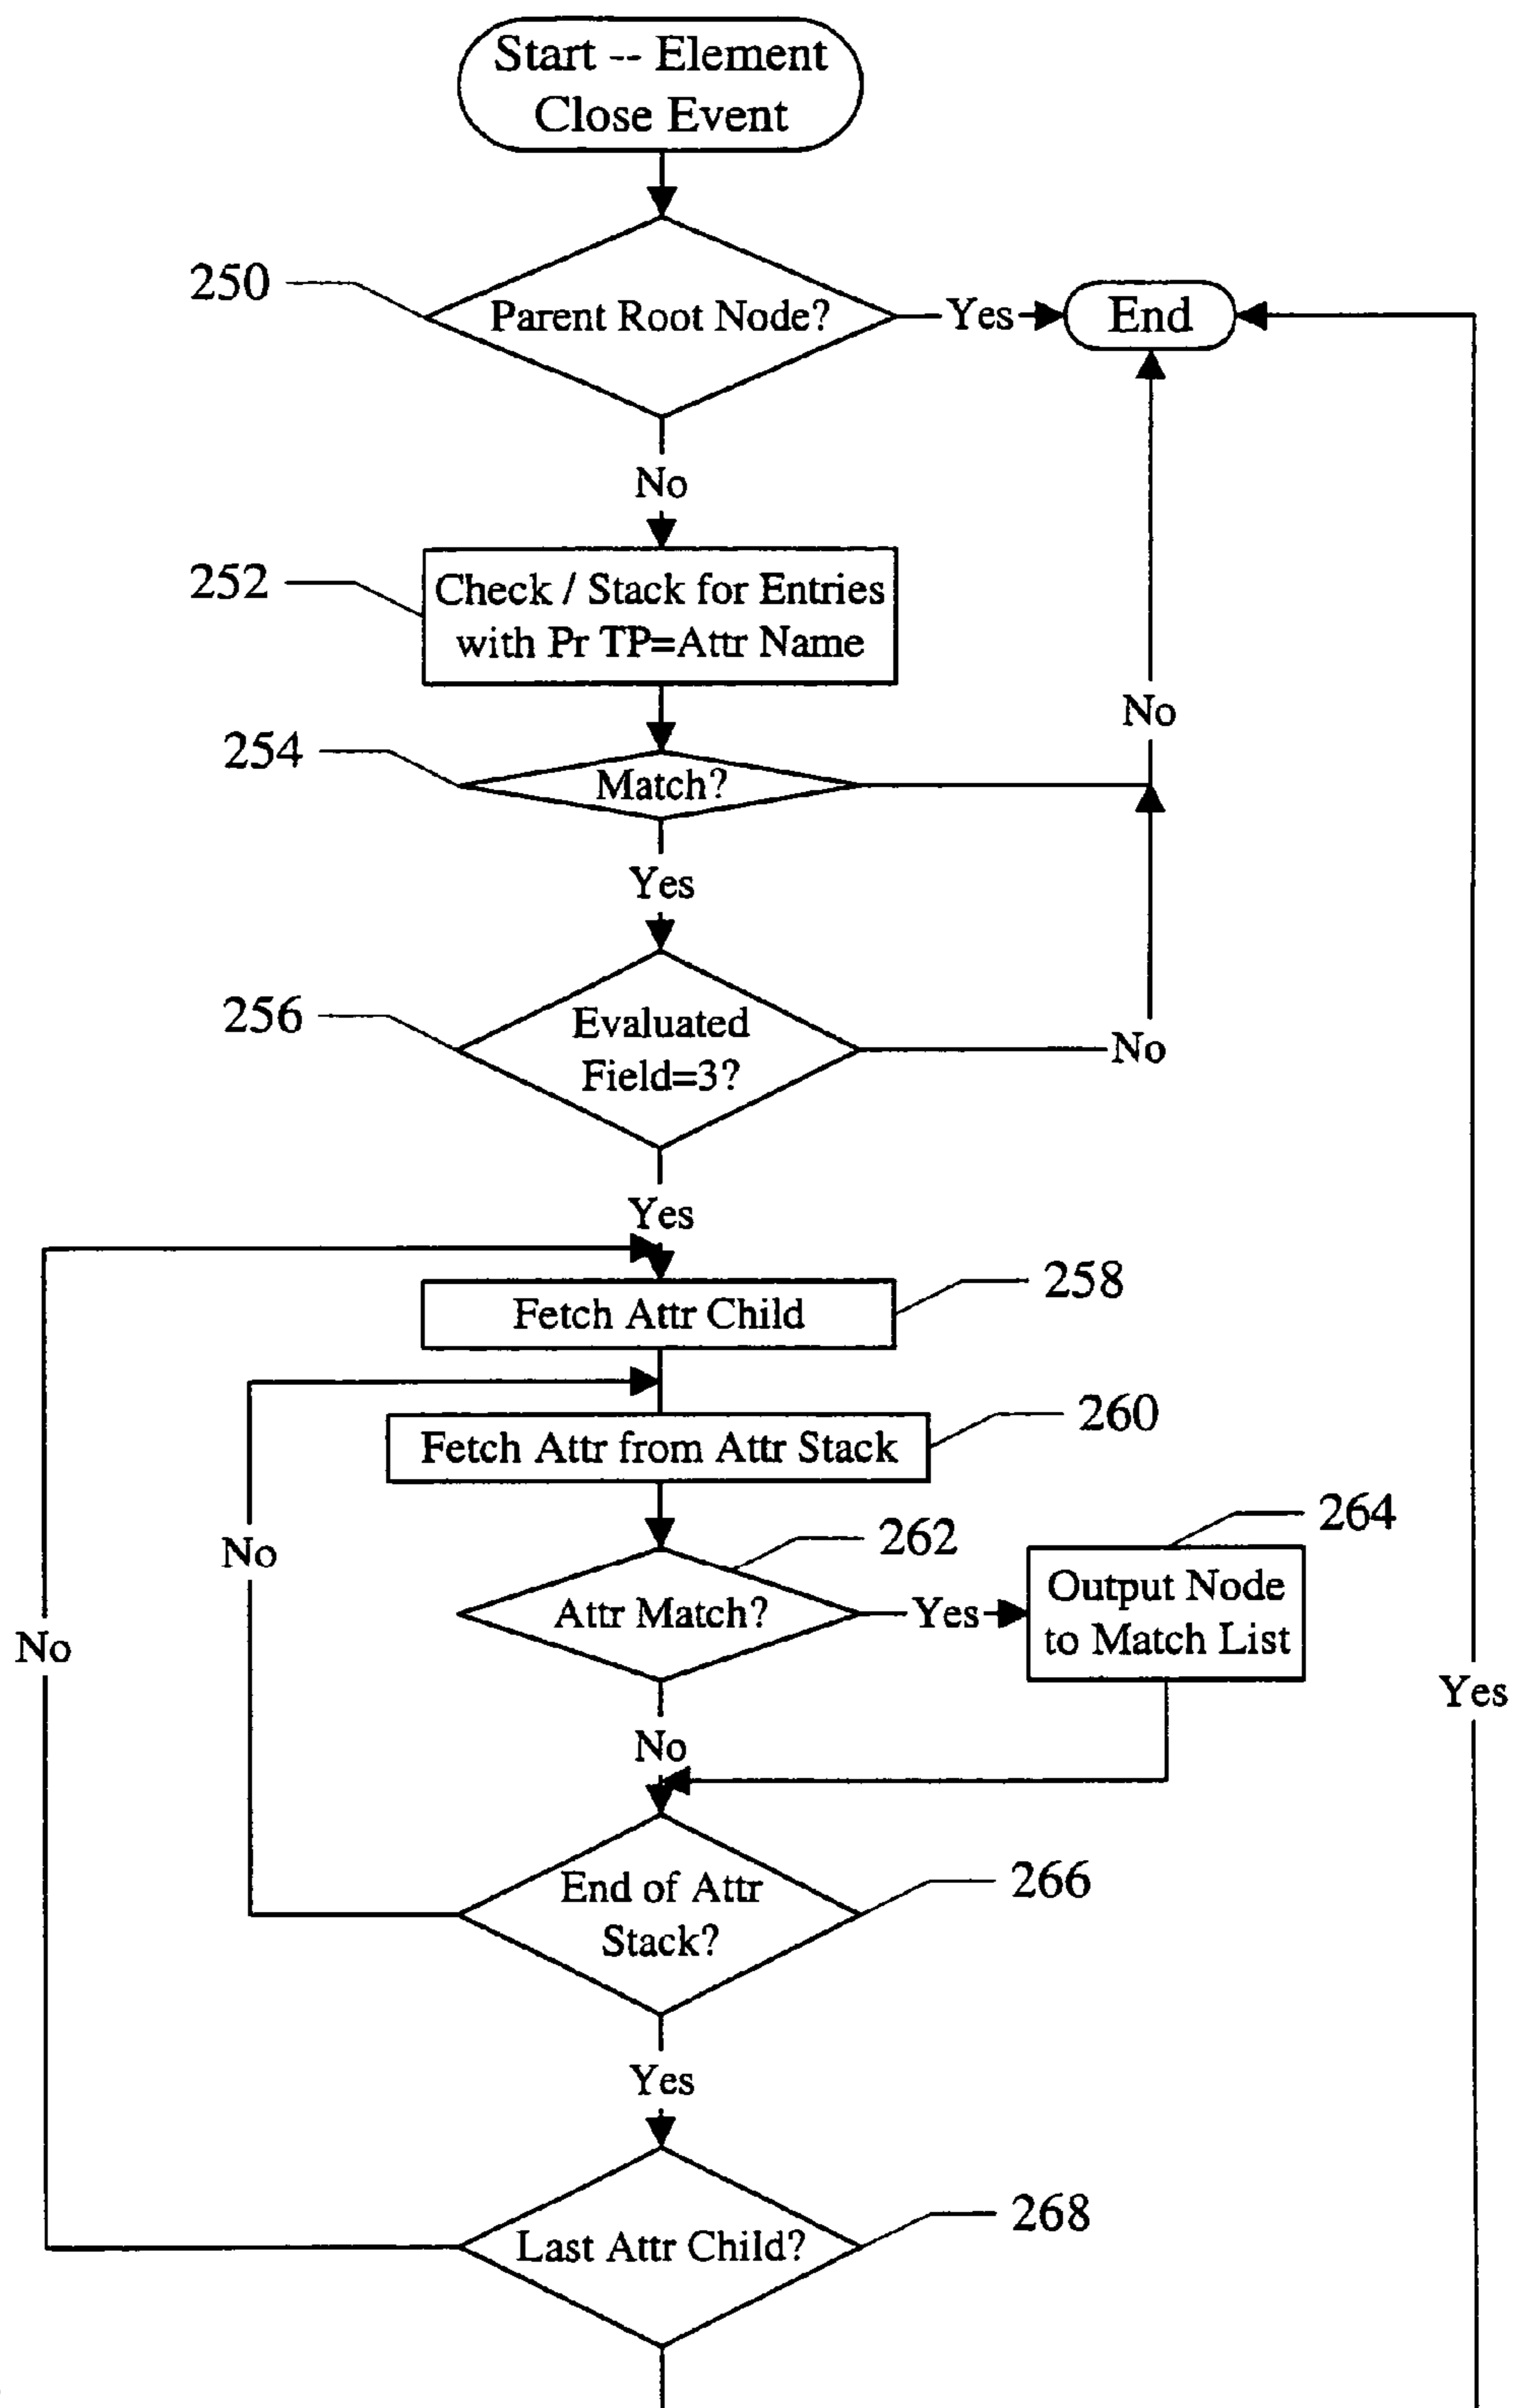 Start -- Element
Close Event
250
Parent Root Node?
Yes
End
No
252
Check / Stack for Entries
with Pr TP=Attr Name
254
Match?
No
Yes
256
Evaluated
Field=3?
No
Yes
258
Fetch Attr Child
260
Fetch Attr from Attr Stack
262
264
No
Attr Match?
Yes
Output Node
to Match List
No
Yes
No
End of Attr
Stack?
266
Yes
Last Attr Child?
268